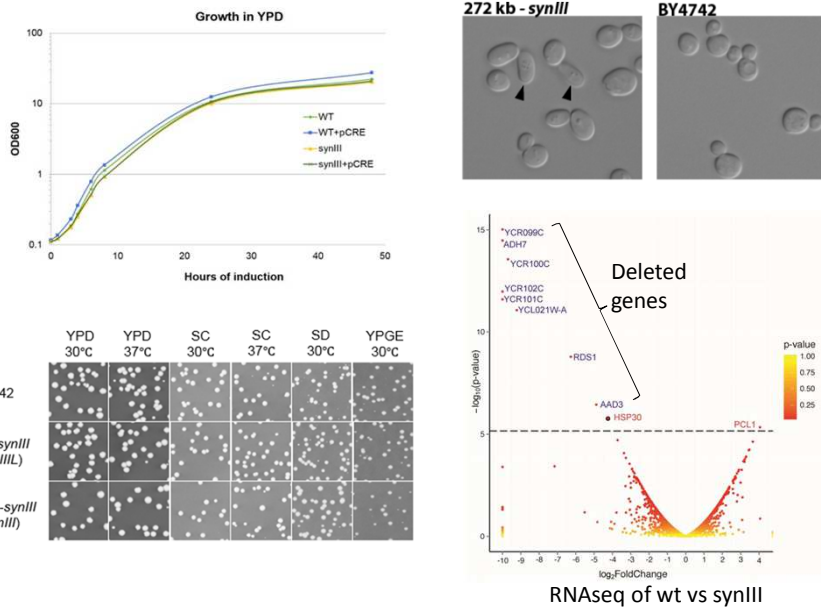 Growth in YPD
100
10
1
0.1
OD600
0 10 20 30 40 50
Hours of induction
WT
WT+pCRE
synIII
synIII+pCRE
272 kb - synIII
BY4742
YPD YPD SC SC SD YPGE
30°C 37°C 30°C 37°C 30°C 30°C
42
synIII
IIIL)
-synIII
nIII)
15
10
5
0
−log10(p-value)
YCR099C
ADH7
YCR100C
YCR102C
YCR101C
YCL021W-A
RDS1
AAD3
HSP30
PCL1
Deleted
genes
p-value
1.00
0.75
0.50
0.25
-10 -9 -8 -7 -6 -5 -4 -3 -2 -1 0 1 2 3 4
log2FoldChange
RNAseq of wt vs synIII